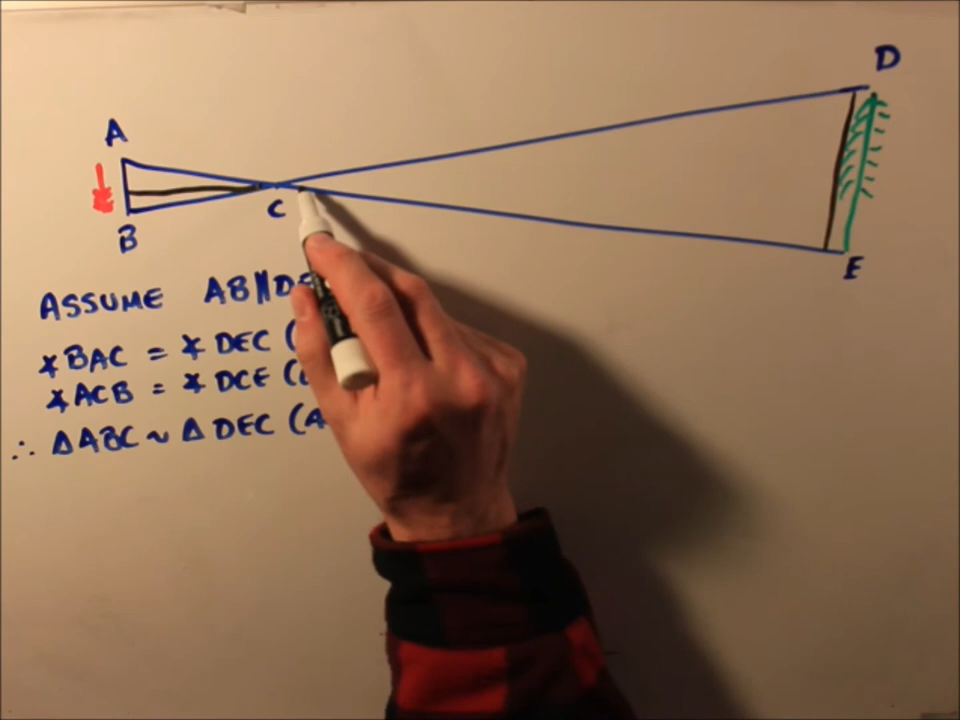 D
A
C
B
E
ASSUME AB||DE
∡BAC = ∡DEC (
∡ACB = ∡DCE (
∴ ΔABC ~ ΔDEC (A